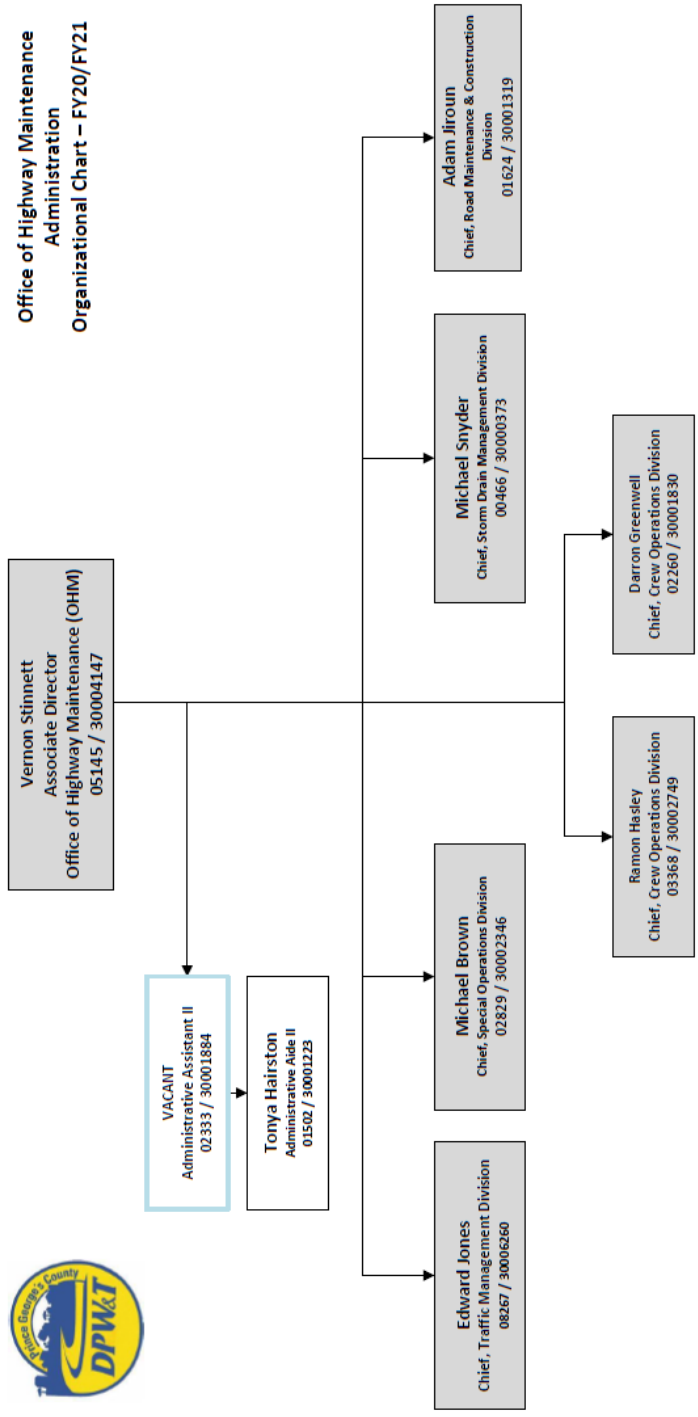 Prince George's County
DPW&T
Office of Highway Maintenance
Administration
Organizational Chart – FY20/FY21
Vernon Stinnett
Associate Director
Office of Highway Maintenance (OHM)
05145 / 30004147
VACANT
Administrative Assistant II
02333 / 30001884
Tonya Hairston
Administrative Aide II
01502 / 30001223
Edward Jones
Chief, Traffic Management Division
08267 / 30006260
Michael Brown
Chief, Special Operations Division
02829 / 30002346
Michael Snyder
Chief, Storm Drain Management Division
00466 / 30000373
Adam Jiroun
Chief, Road Maintenance & Construction
Division
01624 / 30001319
Ramon Hasley
Chief, Crew Operations Division
03368 / 30002749
Darron Greenwell
Chief, Crew Operations Division
02260 / 30001830